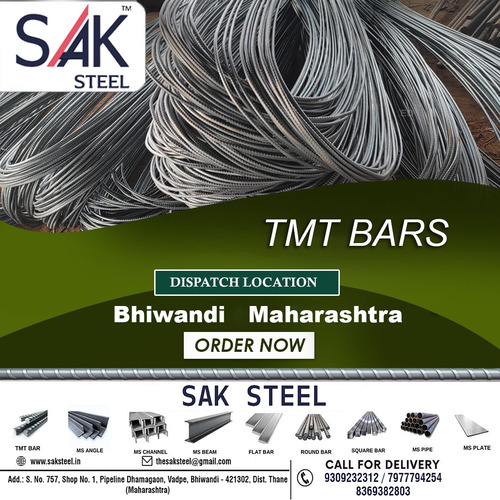 SAK™
STEEL
TMT BARS
DISPATCH LOCATION
Bhiwandi Maharashtra
ORDER NOW
SAK STEEL
TMT BAR MS ANGLE MS CHANNEL MS BEAM FLAT BAR ROUND BAR SQUARE BAR MS PIPE MS PLATE
www.saksteel.in thesaksteel@gmail.com
Add.: S. No. 757, Shop No. 1, Pipeline Dhamagaon, Vadpe, Bhiwandi - 421302, Dist. Thane
(Maharashtra)
CALL FOR DELIVERY
9309232312 / 7977794254
8369382803